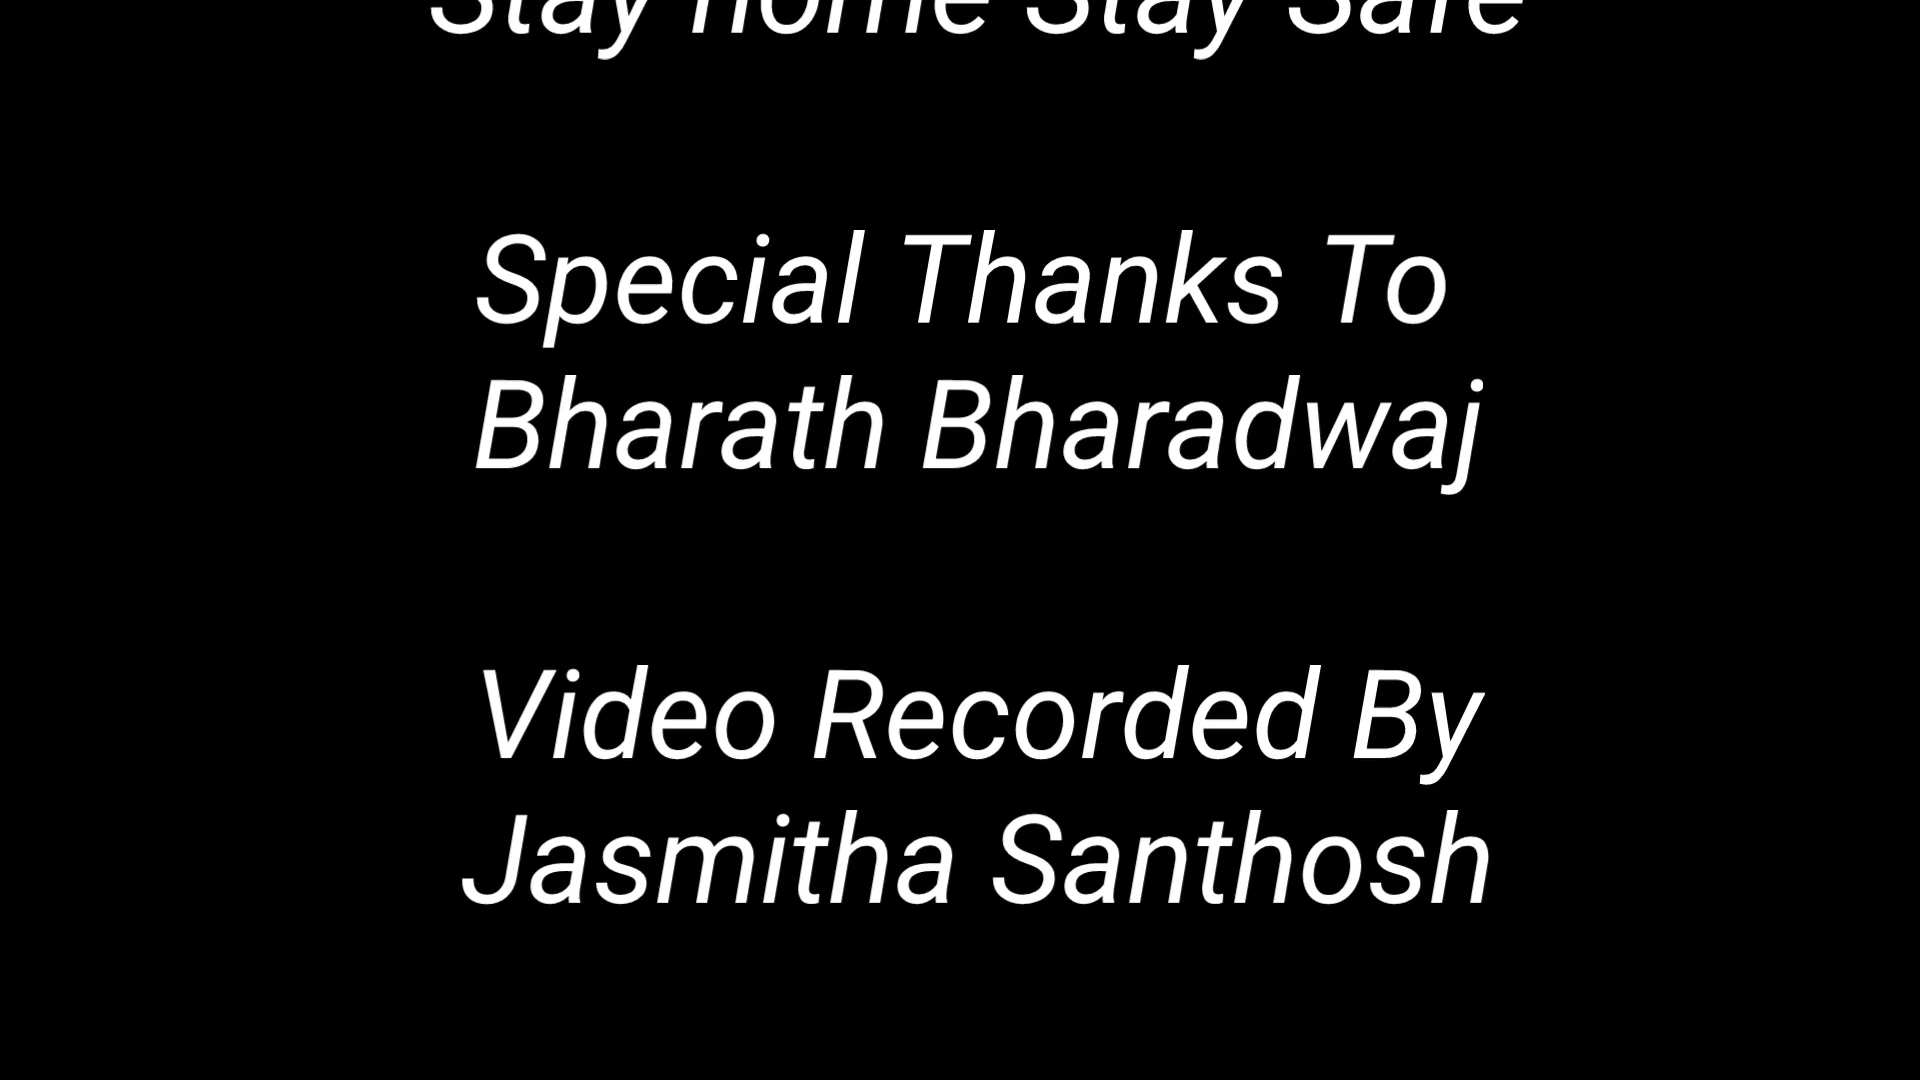 Stay home Stay Safe
Special Thanks To
Bharath Bharadwaj
Video Recorded By
Jasmitha Santhosh